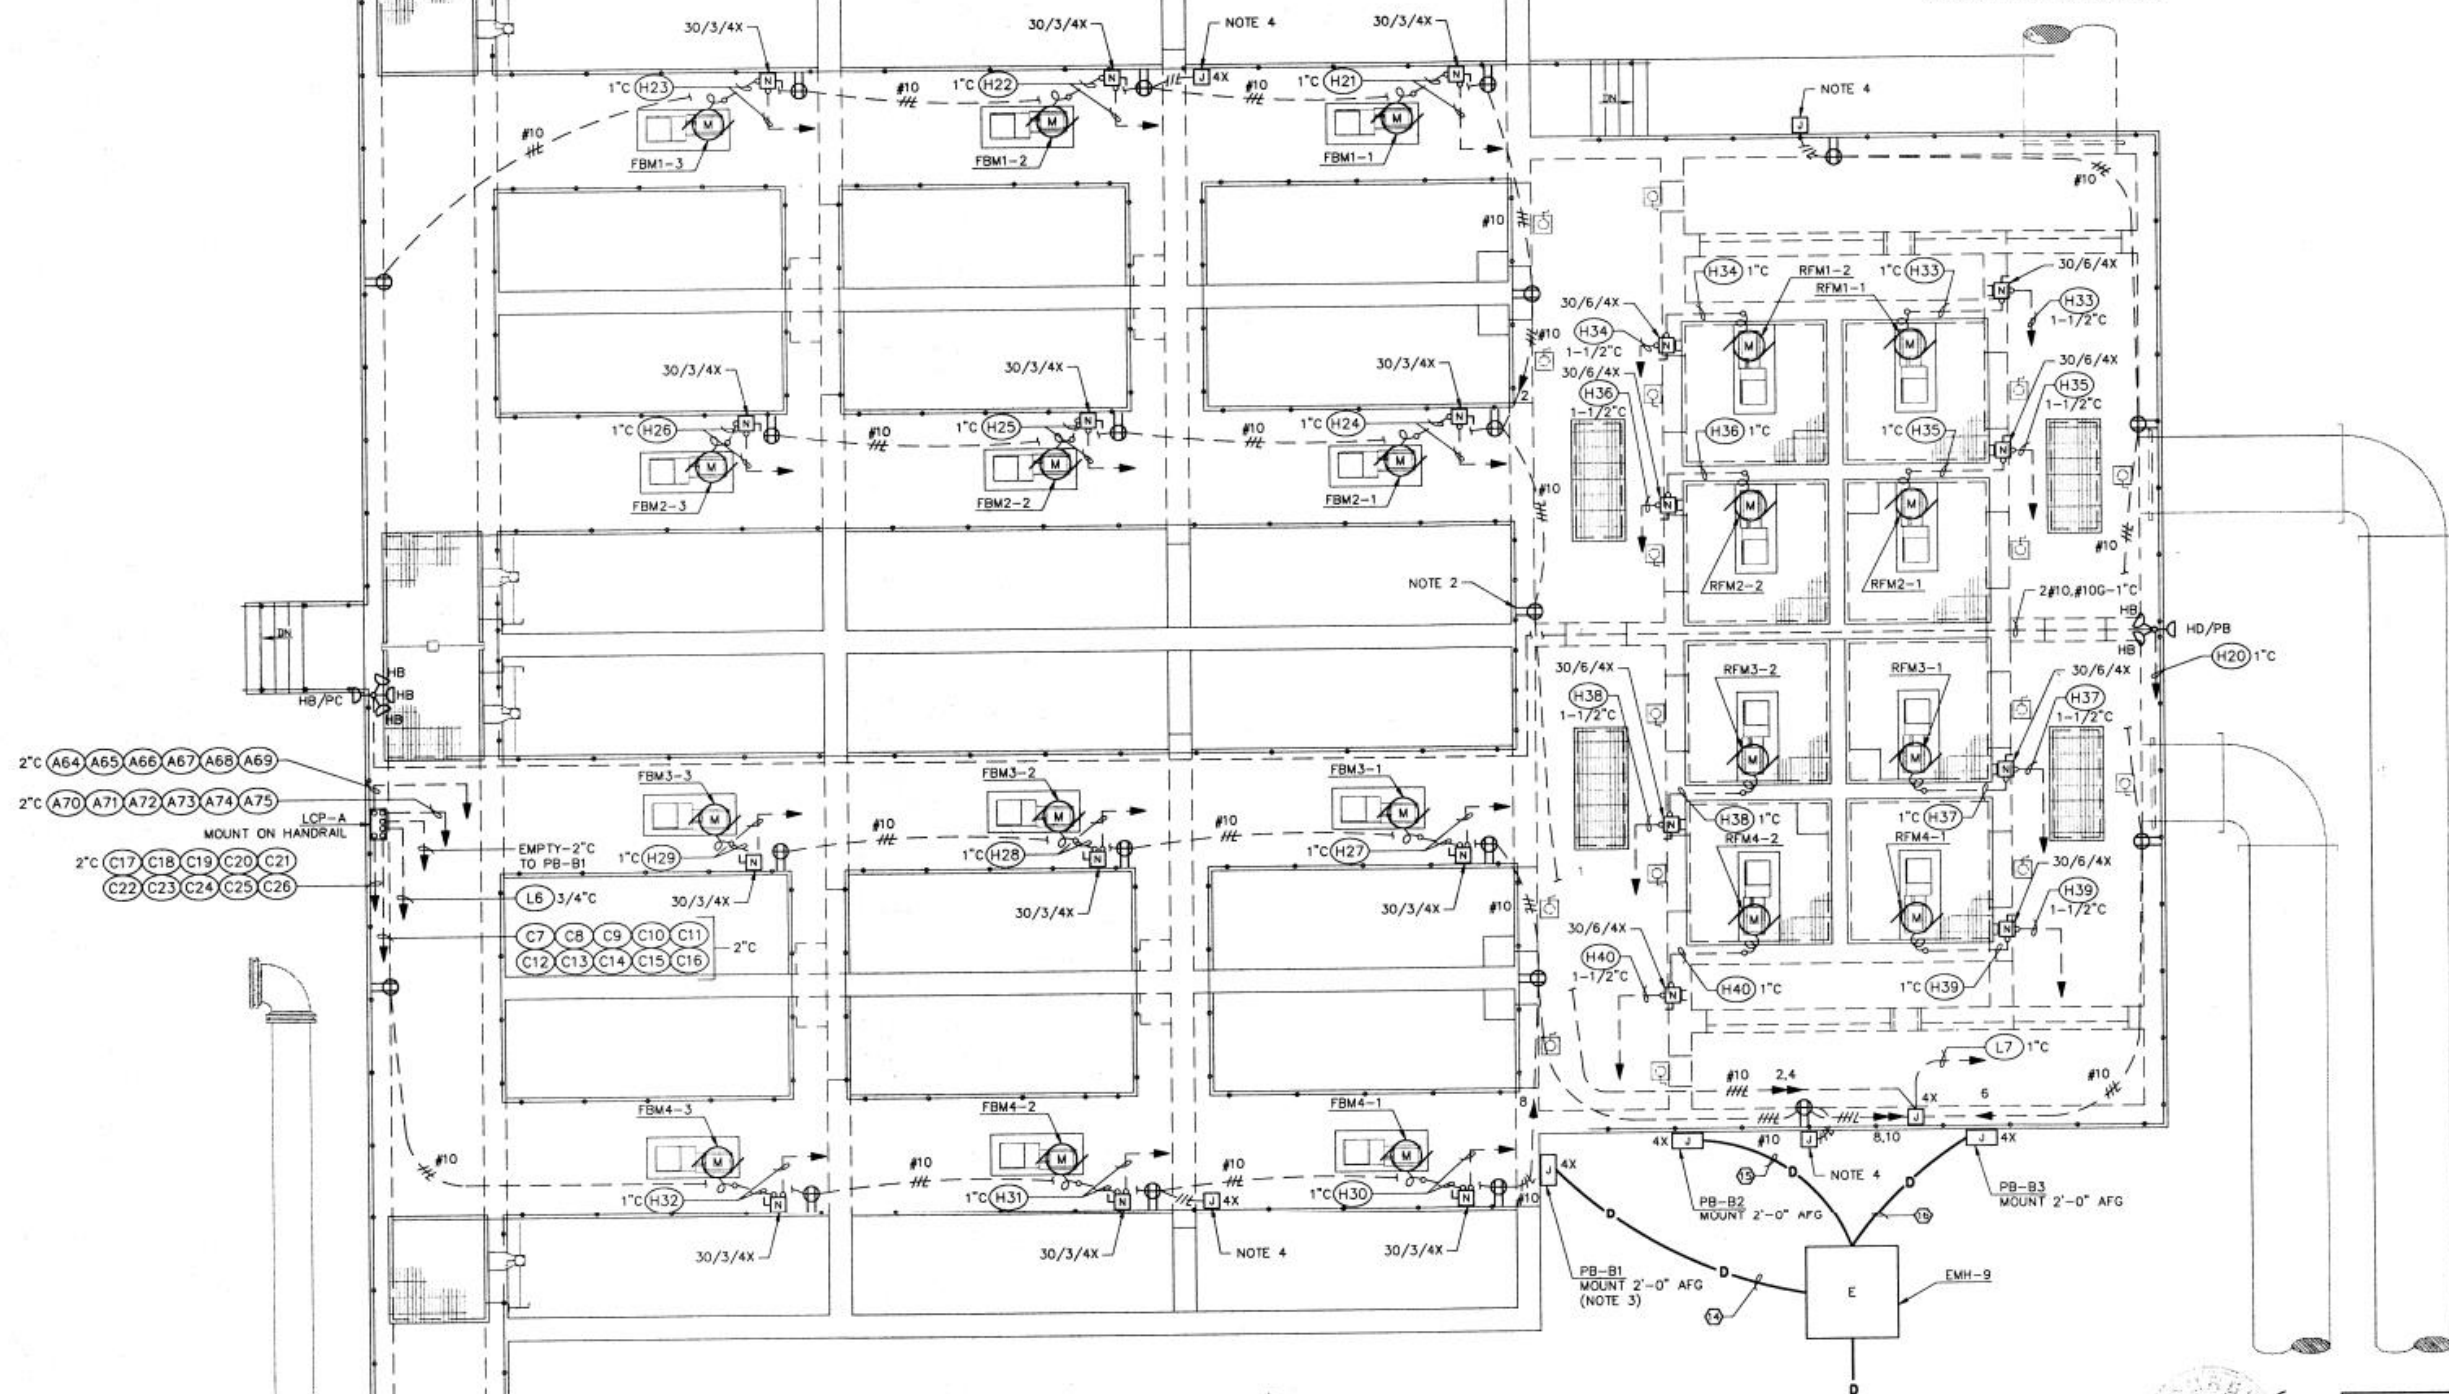 30/3/4X
30/3/4X
NOTE 4
30/3/4X
1"C H23
N
1"C H22
N
J 4X
1"C H21
N
NOTE 4
DN
J
#10
#10
#10
M
M
M
FBM1-3
FBM1-2
FBM1-1
#10
#10
H34 1"C
RFM1-2
1"C H33
30/6/4X
RFM1-1
N
H33
1-1/2"C
30/6/4X
H34
1-1/2"C
N
#10
M
M
30/3/4X
30/3/4X
30/3/4X
30/6/4X
30/6/4X
H36
1-1/2"C
2
H35
1-1/2"C
1"C H26
N
1"C H25
N
1"C H24
N
#10
#10
H36 1"C
1"C H35
N
M
M
M
FBM2-3
FBM2-2
FBM2-1
#10
N
M
M
#10
NOTE 2
RFM2-2
RFM2-1
2#10,#10G-1"C
HB
HD/PB
HB
H20 1"C
DN
HB
HB/PC
HB
HB
30/6/4X
RFM3-2
RFM3-1
30/6/4X
H38
1-1/2"C
H37
1-1/2"C
M
M
N
2"C A64 A65 A66 A67 A68 A69
2"C A70 A71 A72 A73 A74 A75
FBM3-3
FBM3-2
FBM3-1
M
M
M
LCP-A
MOUNT ON HANDRAIL
#10
#10
N
H38 1"C
1"C H37
EMPTY-2"C
TO PB-B1
1"C H29
N
1"C H28
N
1"C H27
N
RFM4-2
RFM4-1
30/6/4X
2"C C17 C18 C19 C20 C21
C22 C23 C24 C25 C26
L6 3/4"C
30/3/4X
30/3/4X
30/3/4X
#10
H39
1-1/2"C
M
M
N
30/6/4X
C7 C8 C9 C10 C11
C12 C13 C14 C15 C16
2"C
H40
1-1/2"C
N
H40 1"C
1"C H39
L7 1"C
#10
2,4
#10
4X
6
8
J
FBM4-3
FBM4-2
FBM4-1
4X J
#10
J
8,10
J 4X
#10
M
M
M
#10
#10
J 4X
15
NOTE 4
D
D
1"C H32
N
1"C H31
N
J 4X
1"C H30
N
#10
PB-B2
MOUNT 2'-0" AFG
16
PB-B3
MOUNT 2'-0" AFG
D
30/3/4X
30/3/4X
NOTE 4
30/3/4X
PB-B1
MOUNT 2'-0" AFG
(NOTE 3)
D
14
E
EMH-9
D